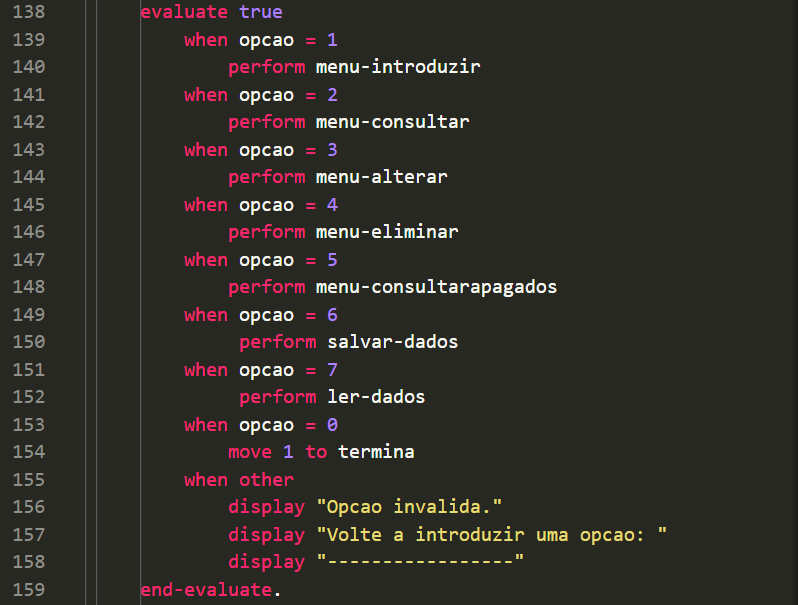 138 evaluate true
139 when opcao = 1
140 perform menu-introduzir
141 when opcao = 2
142 perform menu-consultar
143 when opcao = 3
144 perform menu-alterar
145 when opcao = 4
146 perform menu-eliminar
147 when opcao = 5
148 perform menu-consultarapagados
149 when opcao = 6
150 perform salvar-dados
151 when opcao = 7
152 perform ler-dados
153 when opcao = 0
154 move 1 to termina
155 when other
156 display "Opcao invalida."
157 display "Volte a introduzir uma opcao: "
158 display "-----------------"
159 end-evaluate.